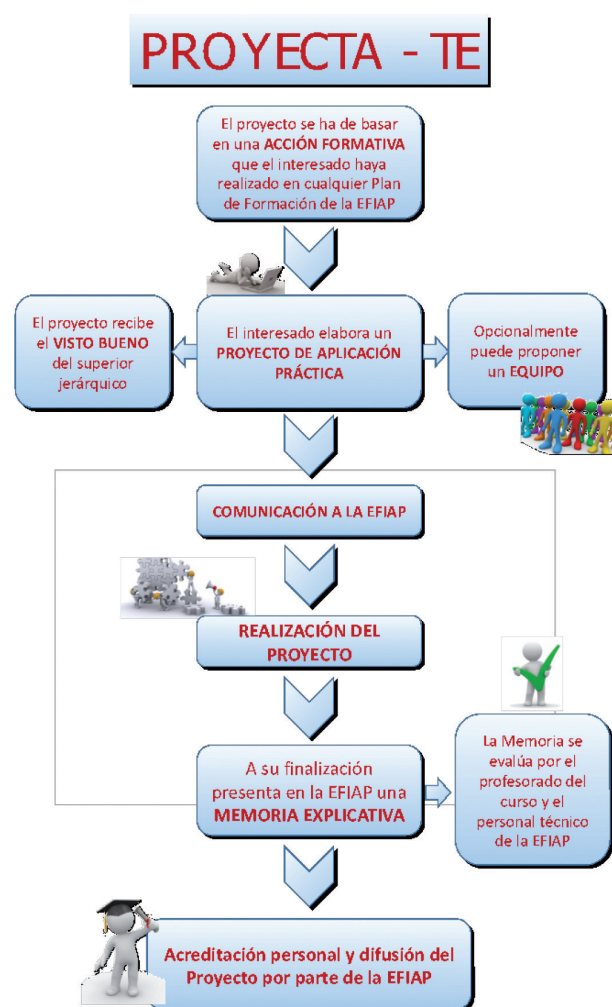 PROYECTA - TE
El proyecto se ha de basar
en una ACCIÓN FORMATIVA
que el interesado haya
realizado en cualquier Plan
de Formación de la EFIAP
El proyecto recibe
el VISTO BUENO
del superior
jerárquico
El interesado elabora un
PROYECTO DE APLICACIÓN
PRÁCTICA
Opcionalmente
puede proponer
un EQUIPO
COMUNICACIÓN A LA EFIAP
REALIZACIÓN DEL
PROYECTO
A su finalización
presenta en la EFIAP una
MEMORIA EXPLICATIVA
La Memoria se
evalúa por el
profesorado del
curso y el
personal técnico
de la EFIAP
Acreditación personal y difusión del
Proyecto por parte de la EFIAP